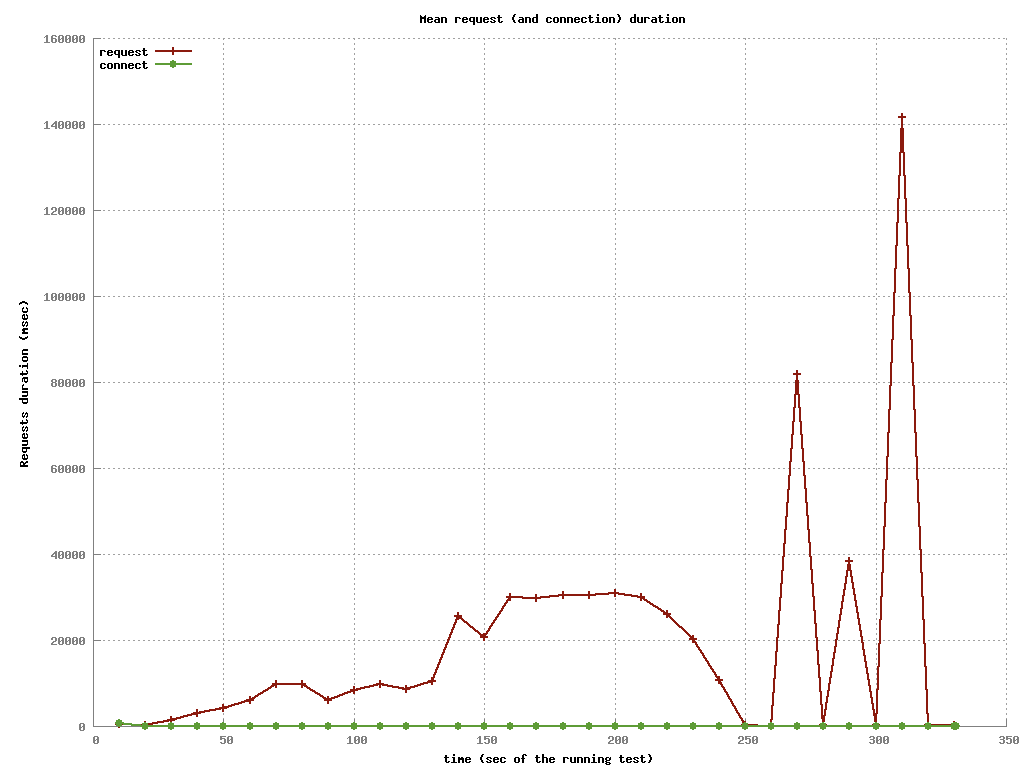 Mean request (and connection) duration
160000
request
connect
140000
120000
100000
80000
60000
40000
20000
0
Requests duration (msec)
0 50 100 150 200 250 300 350
time (sec of the running test)